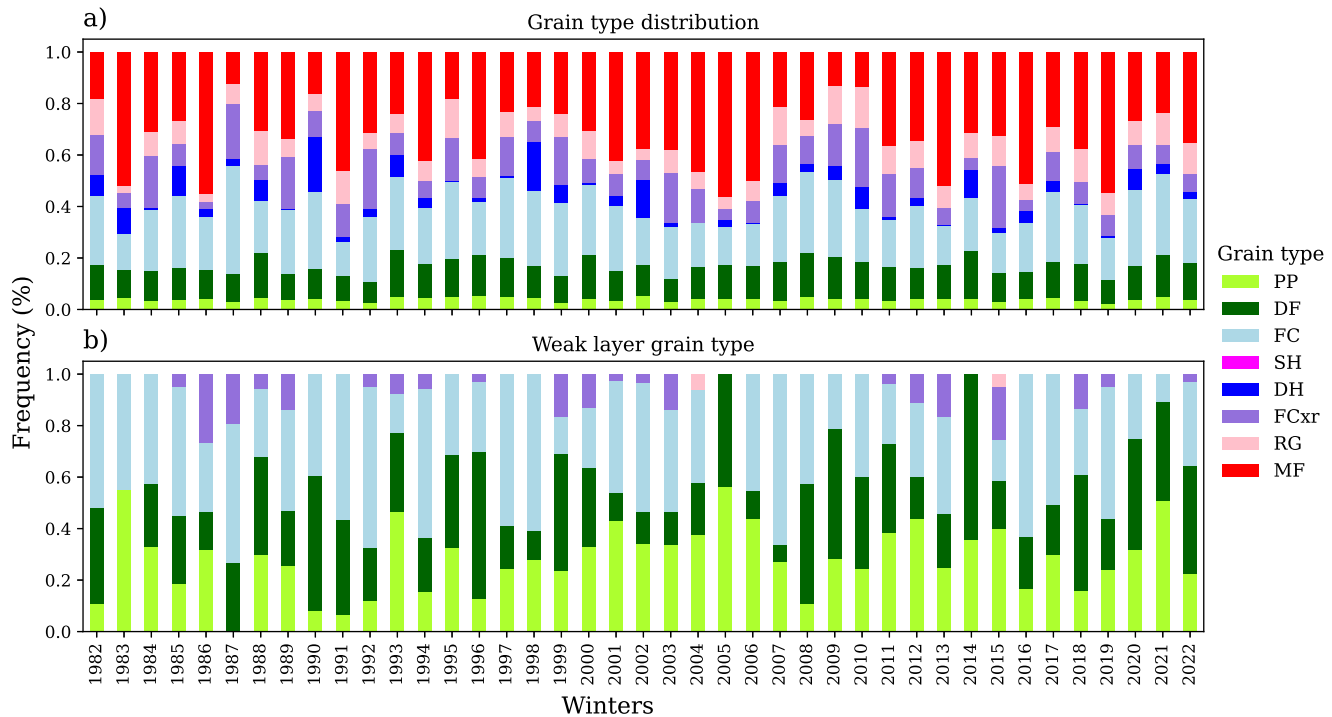 a)
Grain type distribution
1.0
0.8
0.6
0.4
0.2
0.0
b)
Weak layer grain type
1.0
0.8
0.6
0.4
0.2
0.0
Frequency (%)
1982 1983 1984 1985 1986 1987 1988 1989 1990 1991 1992 1993 1994 1995 1996 1997 1998 1999 2000 2001 2002 2003 2004 2005 2006 2007 2008 2009 2010 2011 2012 2013 2014 2015 2016 2017 2018 2019 2020 2021 2022
Winters
Grain type
PP
DF
FC
SH
DH
FCxr
RG
MF